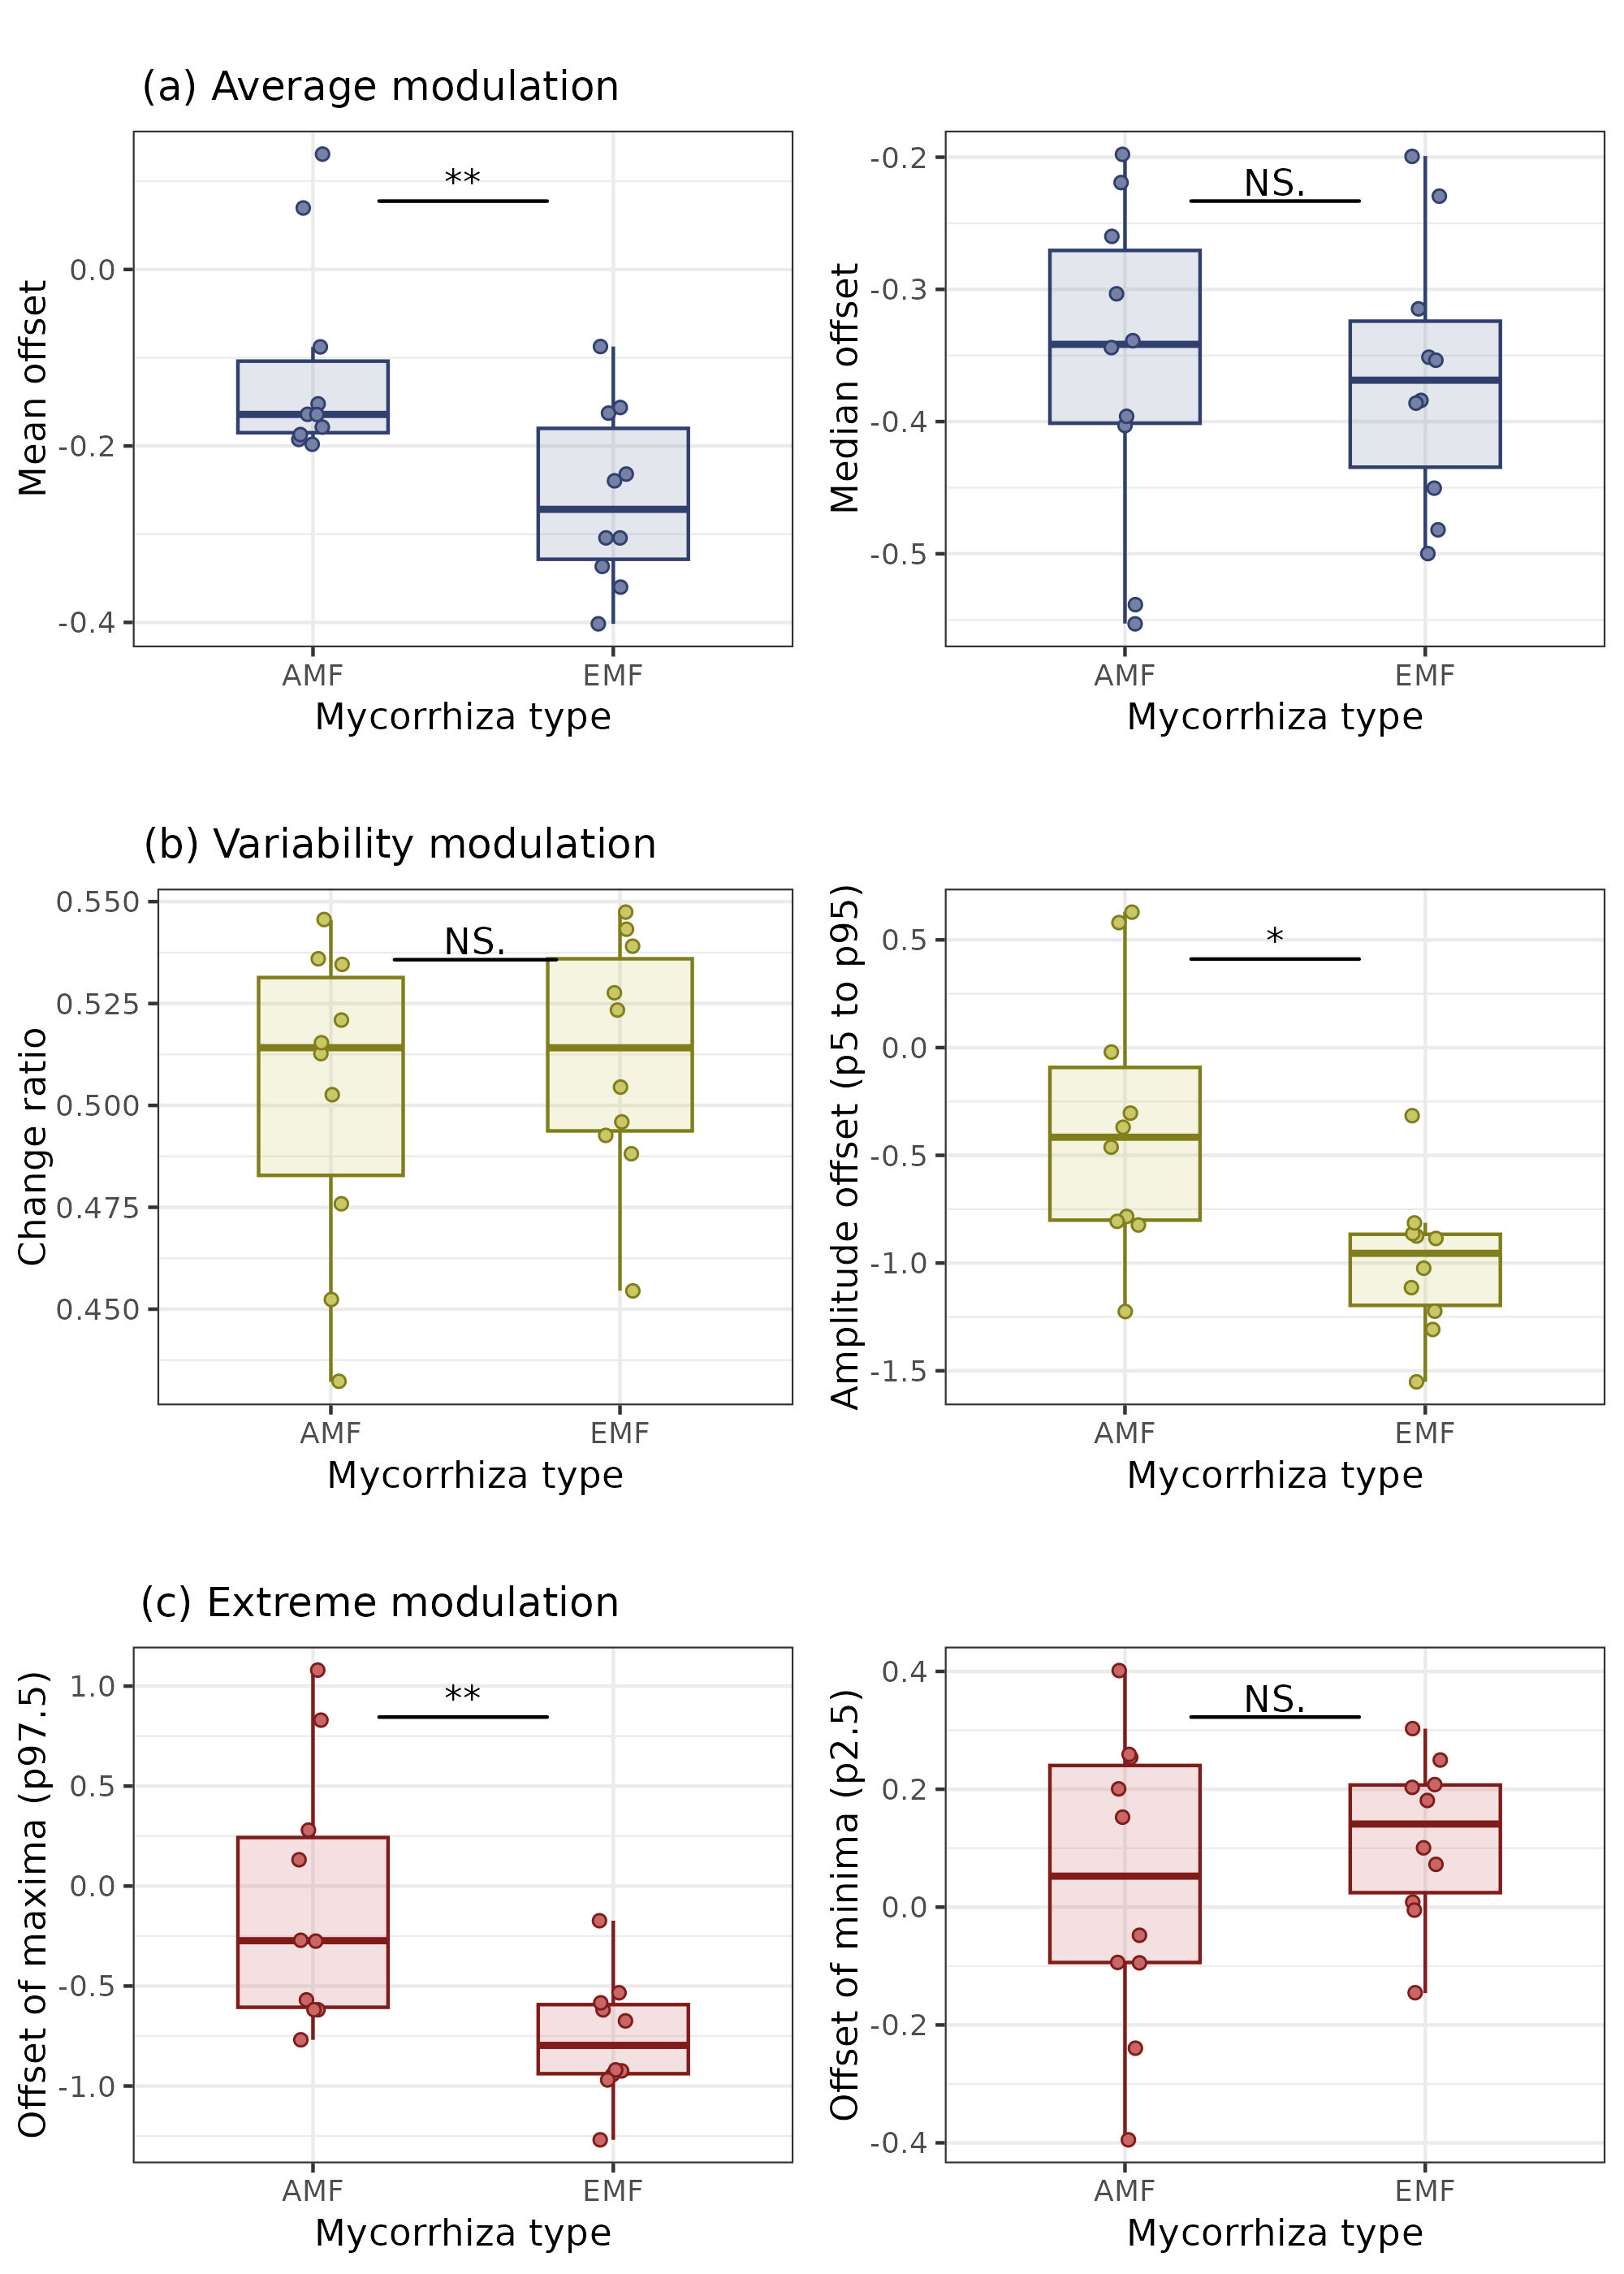 (a) Average modulation
Mean offset
0.0
-0.2
-0.4
**
AMF
EMF
Mycorrhiza type
Median offset
-0.2
-0.3
-0.4
-0.5
NS.
AMF
EMF
Mycorrhiza type
(b) Variability modulation
Change ratio
0.550
0.525
0.500
0.475
0.450
NS.
AMF
EMF
Mycorrhiza type
Amplitude offset (p5 to p95)
0.5
0.0
-0.5
-1.0
-1.5
*
AMF
EMF
Mycorrhiza type
(c) Extreme modulation
Offset of maxima (p97.5)
1.0
0.5
0.0
-0.5
-1.0
**
AMF
EMF
Mycorrhiza type
Offset of minima (p2.5)
0.4
0.2
0.0
-0.2
-0.4
NS.
AMF
EMF
Mycorrhiza type